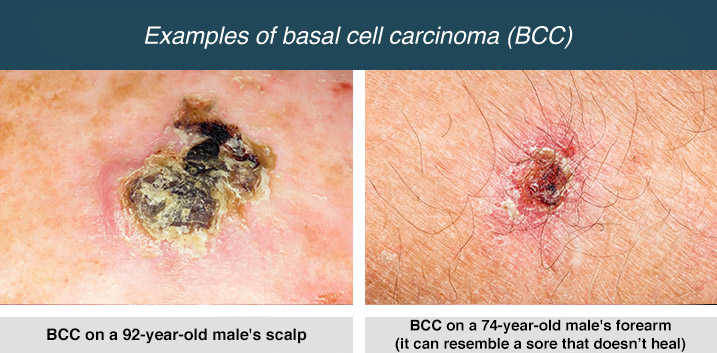 Examples of basal cell carcinoma (BCC)
BCC on a 92-year-old male's scalp
BCC on a 74-year-old male's forearm
(it can resemble a sore that doesn’t heal)